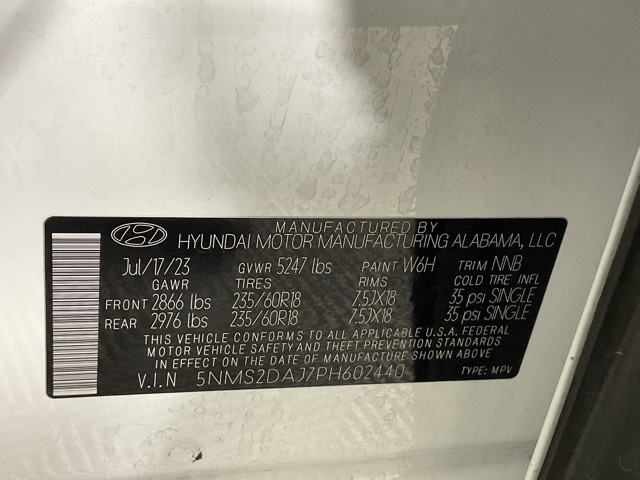 MANUFACTURED BY
HYUNDAI MOTOR MANUFACTURING ALABAMA, LLC
Jul/17/23 GVWR 5247 lbs PAINT W6H TRIM NNB
GAWR TIRES RIMS COLD TIRE INFL
FRONT 2866 lbs 235/60R18 7.5JX18 35 psi SINGLE
REAR 2976 lbs 235/60R18 7.5JX18 35 psi SINGLE
THIS VEHICLE CONFORMS TO ALL APPLICABLE U.S.A. FEDERAL
MOTOR VEHICLE SAFETY AND THEFT PREVENTION STANDARDS
IN EFFECT ON THE DATE OF MANUFACTURE SHOWN ABOVE.
V.I.N 5NMS2DAJ7PH602440 TYPE: MPV